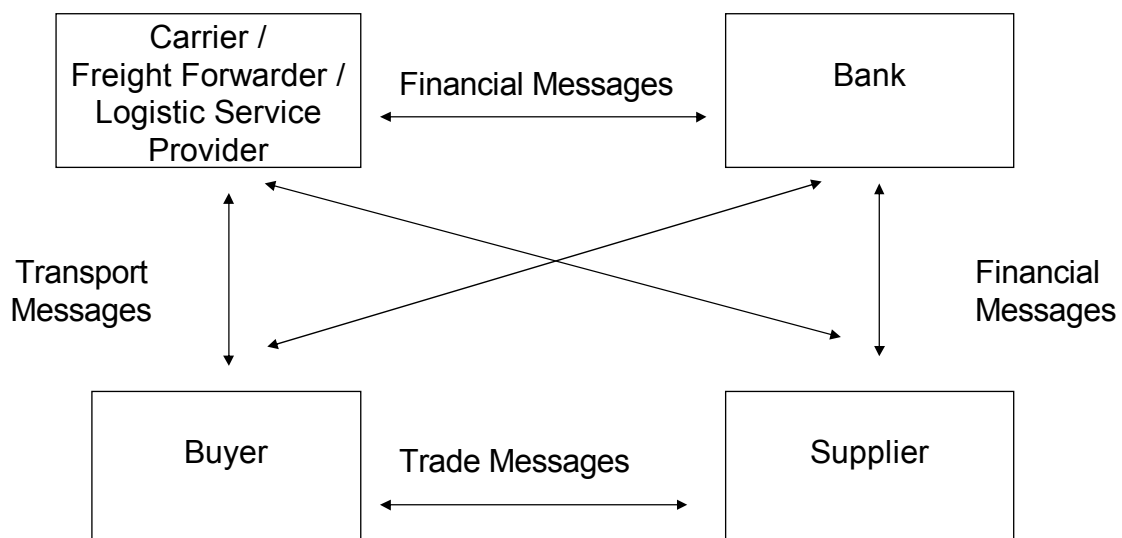 Carrier /
Freight Forwarder /
Logistic Service
Provider
Financial Messages
Bank
Transport
Messages
Financial
Messages
Buyer
Trade Messages
Supplier